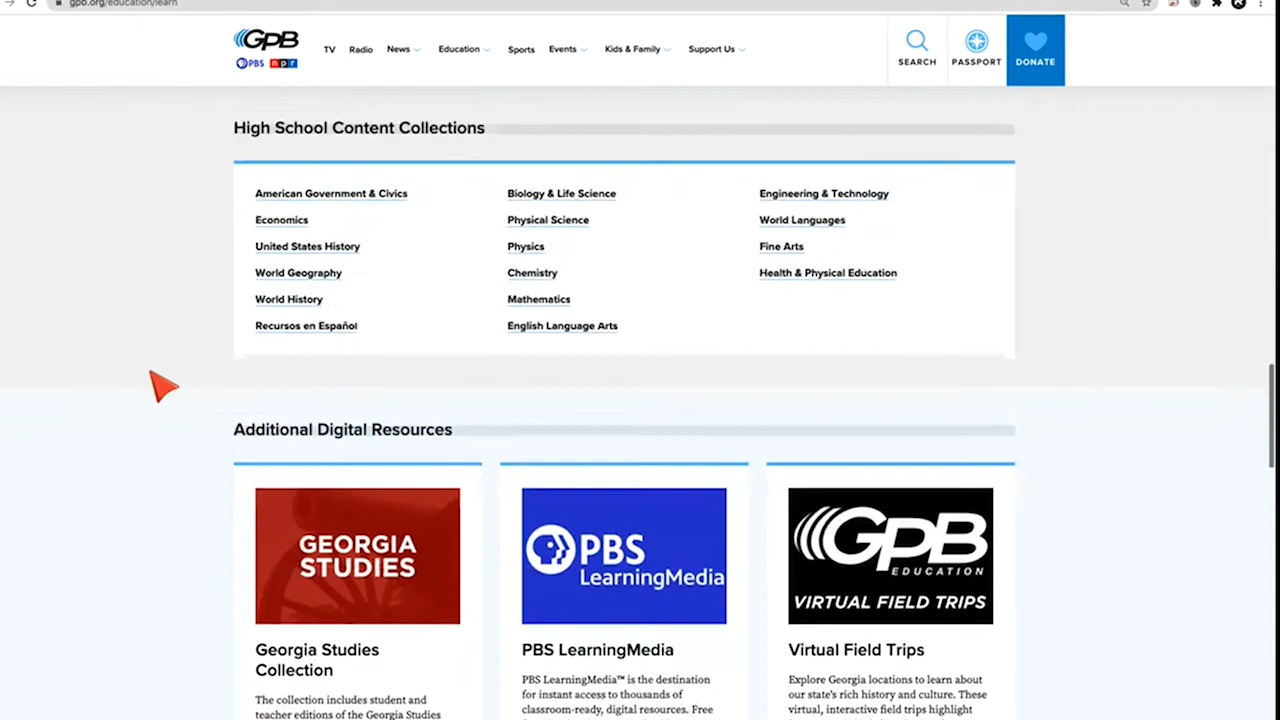 gpb.org/education/learn
GPB
PBS npr
TV Radio News Education Sports Events Kids & Family Support Us
SEARCH PASSPORT DONATE
High School Content Collections
American Government & Civics
Economics
United States History
World Geography
World History
Recursos en Español
Biology & Life Science
Physical Science
Physics
Chemistry
Mathematics
English Language Arts
Engineering & Technology
World Languages
Fine Arts
Health & Physical Education
Additional Digital Resources
GEORGIA
STUDIES
Georgia Studies
Collection
The collection includes student and
teacher editions of the Georgia Studies
PBS
LearningMedia
PBS LearningMedia
PBS LearningMedia™ is the destination
for instant access to thousands of
classroom-ready, digital resources. Free
GPB
EDUCATION
VIRTUAL FIELD TRIPS
Virtual Field Trips
Explore Georgia locations to learn about
our state's rich history and culture. These
virtual, interactive field trips highlight